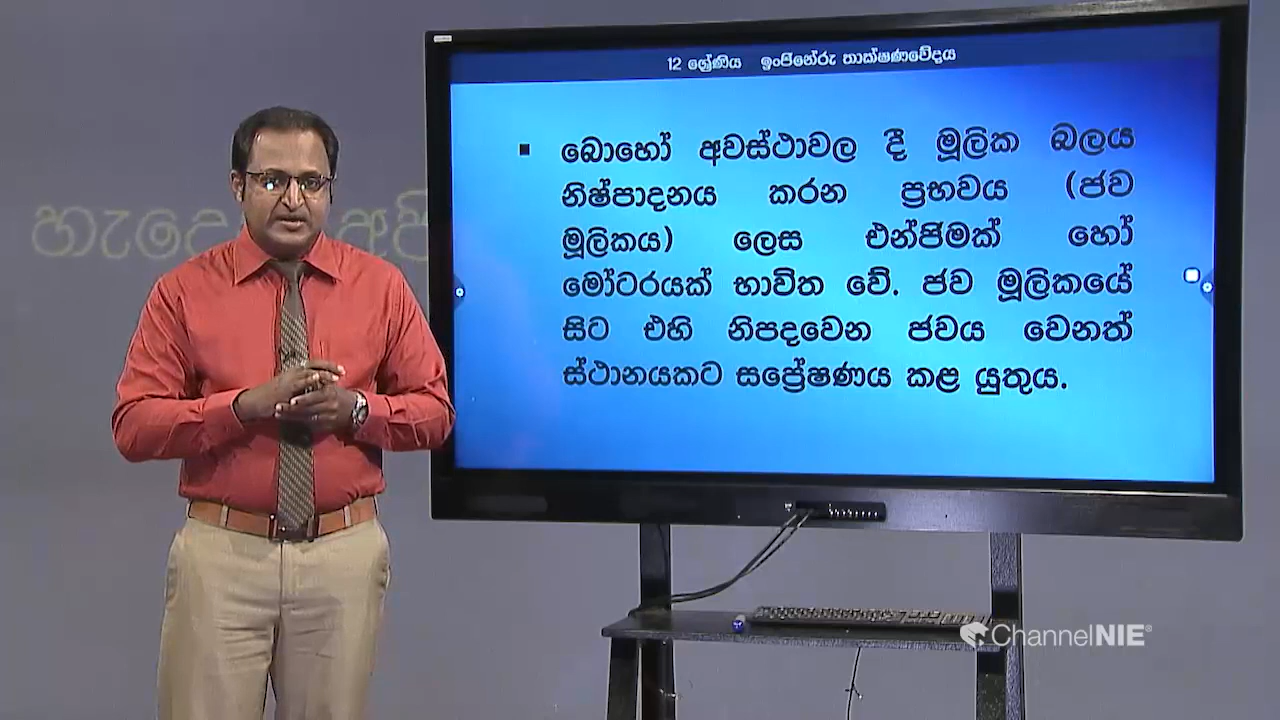 12 ශ්‍රේණිය ඉංජිනේරු තාක්ෂණවේදය
▪ බොහෝ අවස්ථාවල දී මූලික බලය
නිෂ්පාදනය කරන ප්‍රභවය (ජව
මූලිකය) ලෙස එන්ජිමක් හෝ
මෝටරයක් භාවිත වේ. ජව මූලිකයේ
සිට එහි නිපදවෙන ජවය වෙනත්
ස්ථානයකට සප්‍රේෂණය කළ යුතුය.
ChannelNIE®